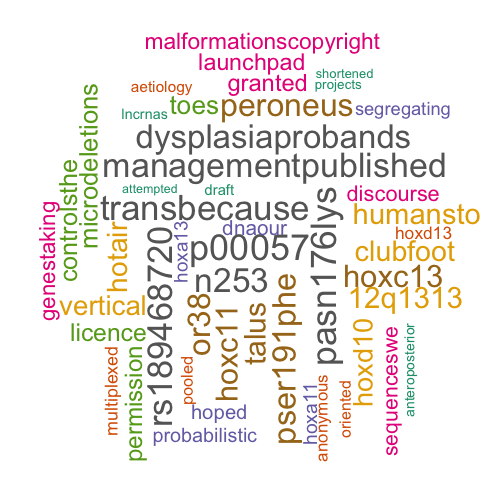 malformationscopyright
launchpad
shortened
aetiology
granted
projects
lncrnas
toes
peroneus
segregating
microdeletions
dysplasiaprobands
controlsthe
managementpublished
attempted
draft
discourse
genestaking
transbecause
humansto
hotair
rs189468720
hoxa13
dnaour
p00057
pasn176lys
hoxd13
clubfoot
n253
hoxc13
vertical
or38
hoxc11
talus
pser191phe
12q1313
licence
hoxd10
sequenceswe
anteroposterior
multiplexed
permission
pooled
hoped
hoxa11
anonymous
oriented
probabilistic